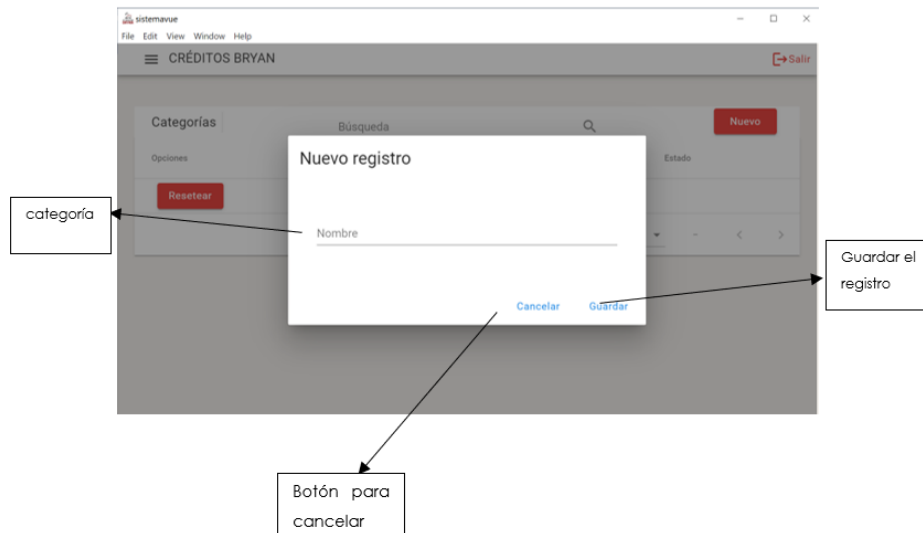 sistemavue
File Edit View Window Help
CRÉDITOS BRYAN
Salir
Categorías
Búsqueda
Nuevo
Opciones
Estado
Nuevo registro
Resetear
Nombre
Cancelar
Guardar
categoría
Guardar el
registro
Botón para
cancelar